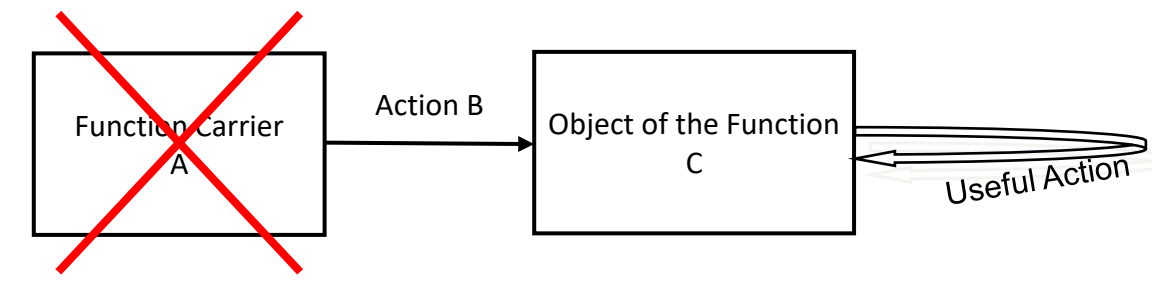 Function Carrier
A
Action B
Object of the Function
C
Useful Action